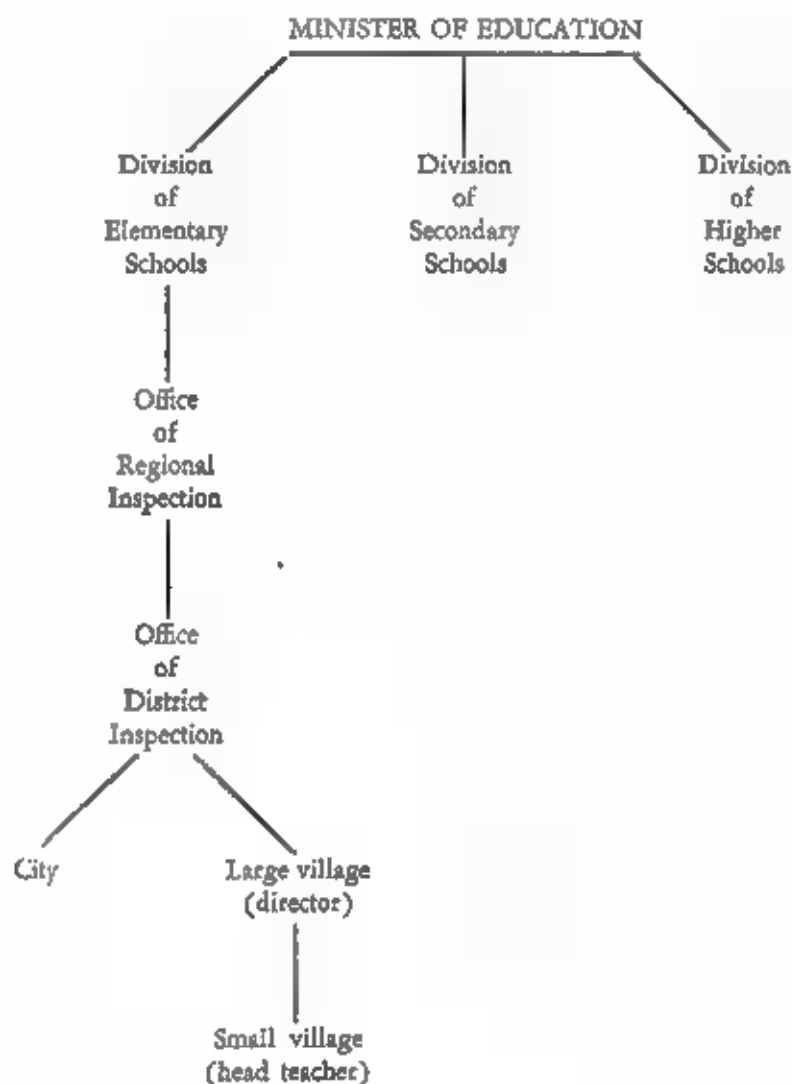 MINISTER OF EDUCATION
Division
of
Elementary
Schools
Division
of
Secondary
Schools
Division
of
Higher
Schools
Office
of
Regional
Inspection
Office
of
District
Inspection
City
Large village
(director)
Small village
(head teacher)